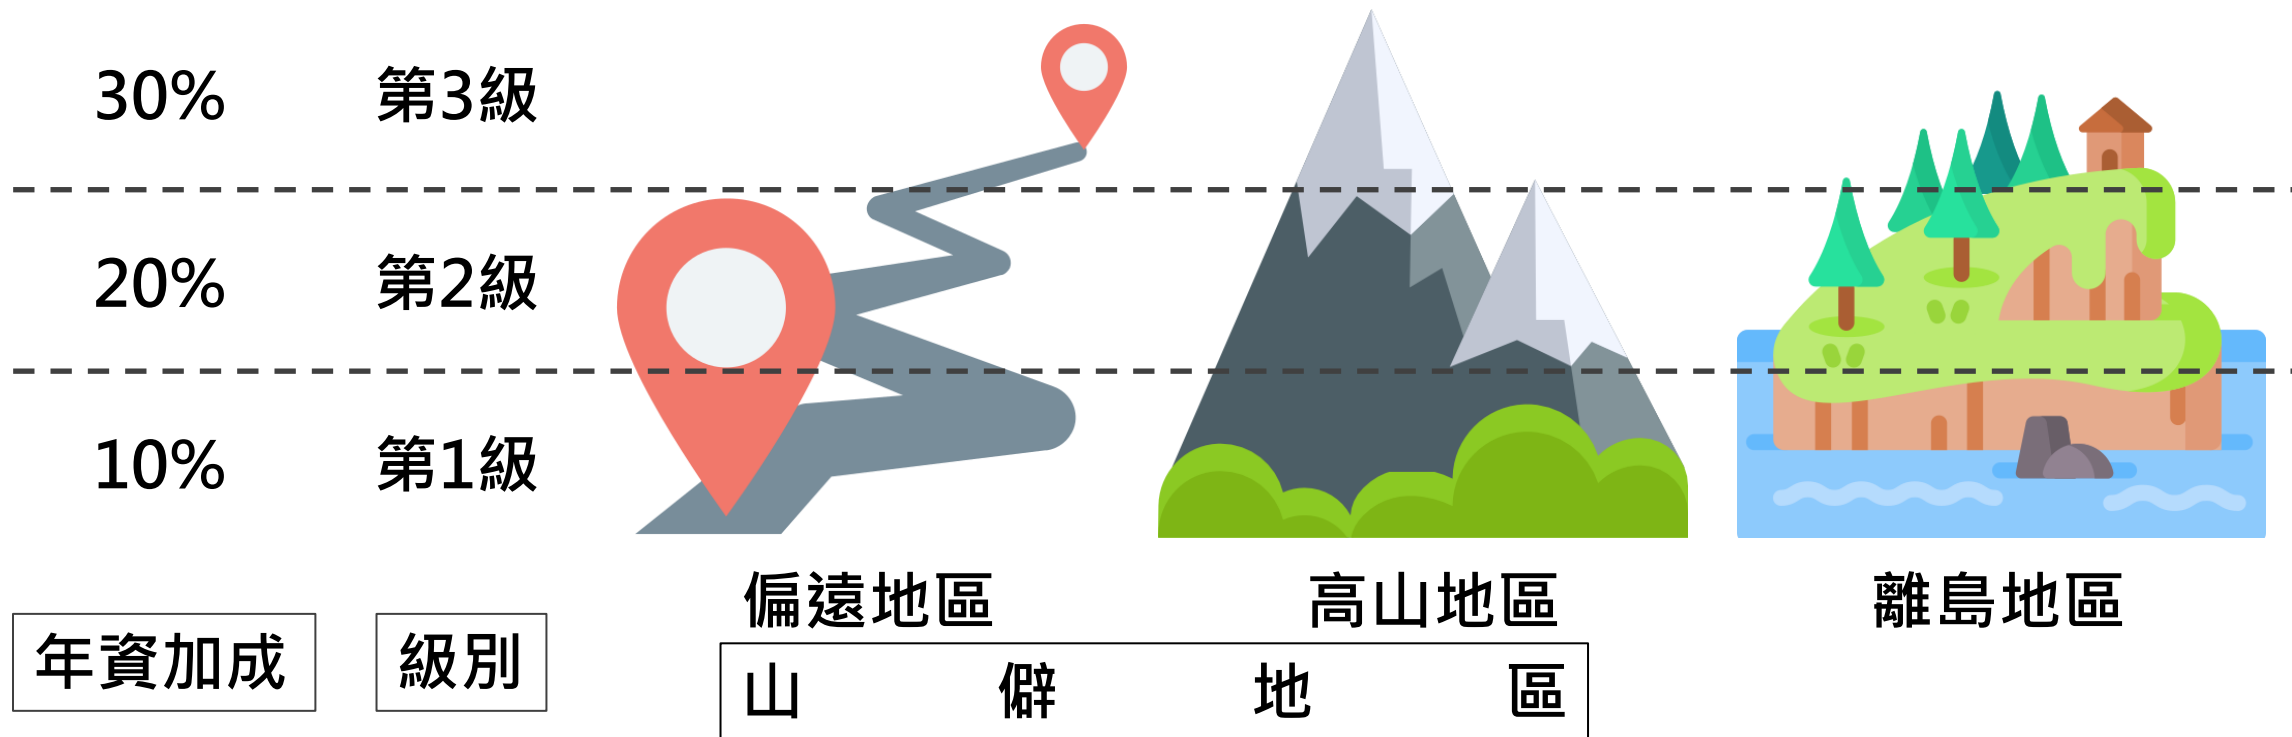 30% 第3級
20% 第2級
10% 第1級
偏遠地區 高山地區 離島地區
年資加成 級別
山僻地區